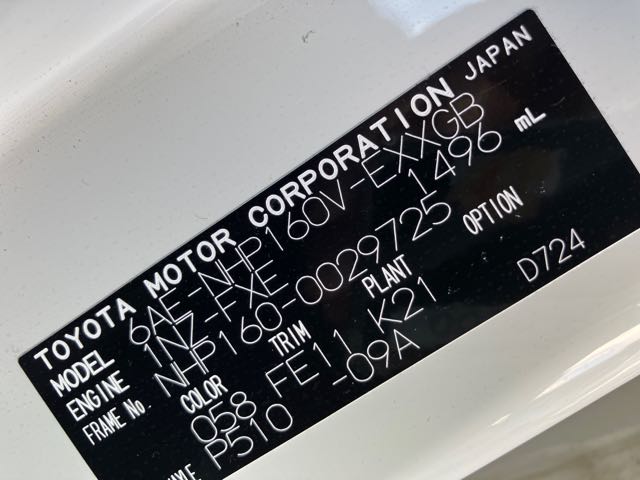 TOYOTA MOTOR CORPORATION JAPAN
MODEL 6AE-NHP160V-EXXGB
ENGINE 1NZ-FXE 1496 mL
FRAME No. NHP160-0029725
COLOR TRIM PLANT OPTION
058 FE11 K21 D724
P510 -09A